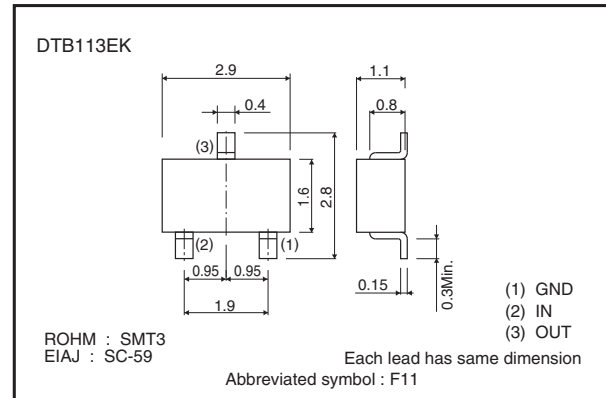 DTB113EK
2.9
0.4
(3)
1.6
2.8
(2)
(1)
0.95
0.95
1.9
1.1
0.8
0.15
0.3Min.
(1) GND
(2) IN
(3) OUT
ROHM : SMT3
EIAJ : SC-59
Each lead has same dimension
Abbreviated symbol : F11